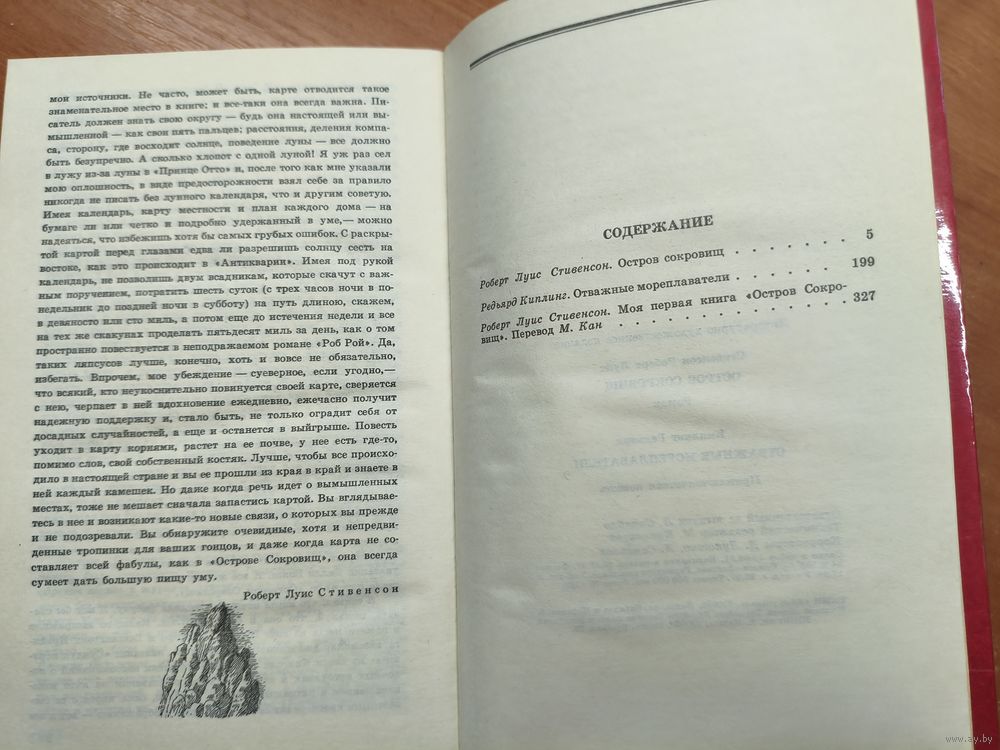 мои источники. Не часто, может быть, карте отводится такое
знаменательное место в книге; и все-таки она всегда важна. Пи-
сатель должен знать свою округу — будь она настоящей или вы-
мышленной — как свои пять пальцев; расстояния, деления компа-
са, сторону, где восходит солнце, поведение луны — все должно
быть безупречно. А сколько хлопот с одной луной! Я уж раз сел
в лужу из-за луны в «Принце Отто» и, после того как мне указали
мою оплошность, в виде предосторожности взял себе за правило
никогда не писать без лунного календаря, что и другим советую.
Имея календарь, карту местности и план каждого дома — на
бумаге ли или четко и подробно удержанный в уме,— можно
надеяться, что избежишь хотя бы самых грубых ошибок. С раскры-
той картой перед глазами едва ли разрешишь солнцу сесть на
востоке, как это происходит в «Антикварии». Имея под рукой
календарь, не позволишь двум всадникам, которые скачут с важ-
ным поручением, потратить шесть суток (с трех часов ночи в по-
недельник до поздней ночи в субботу) на путь длиною, скажем,
в девяносто или сто миль, а потом еще до истечения недели и все
на тех же скакунах проделать пятьдесят миль за день, как о том
пространно повествуется в неподражаемом романе «Роб Рой». Да,
таких ляпсусов лучше, конечно, хоть и вовсе не обязательно,
избегать. Впрочем, мое убеждение — суеверное, если угодно,—
что всякий, кто неукоснительно повинуется своей карте, сверяется
с нею, черпает в ней вдохновение ежедневно, ежечасно получит
надежную поддержку и, стало быть, не только оградит себя от
досадных случайностей, а еще и останется в выигрыше. Повесть
уходит в карту корнями, растет на ее почве, у нее есть где-то,
помимо слов, свой собственный костяк. Лучше, чтобы все происхо-
дило в настоящей стране и вы ее прошли из края в край и знаете в
ней каждый камешек. Но даже когда речь идет о вымышленных
местах, тоже не мешает сначала запастись картой. Вы вглядывае-
тесь в нее и возникают какие-то новые связи, о которых вы прежде
и не подозревали. Вы обнаружите очевидные, хотя и непредви-
денные тропинки для ваших гонцов, и даже когда карта не со-
ставляет всей фабулы, как в «Острове Сокровищ», она всегда
сумеет дать большую пищу уму.
Роберт Луис Стивенсон
СОДЕРЖАНИЕ
Роберт Луис Стивенсон. Остров сокровищ . . . . . . . 5
Редьярд Киплинг. Отважные мореплаватели . . . . . . . 199
Роберт Луис Стивенсон. Моя первая книга «Остров Сокро-
вищ». Перевод М. Кан . . . . . . . . . . . . 327
www.ay.by